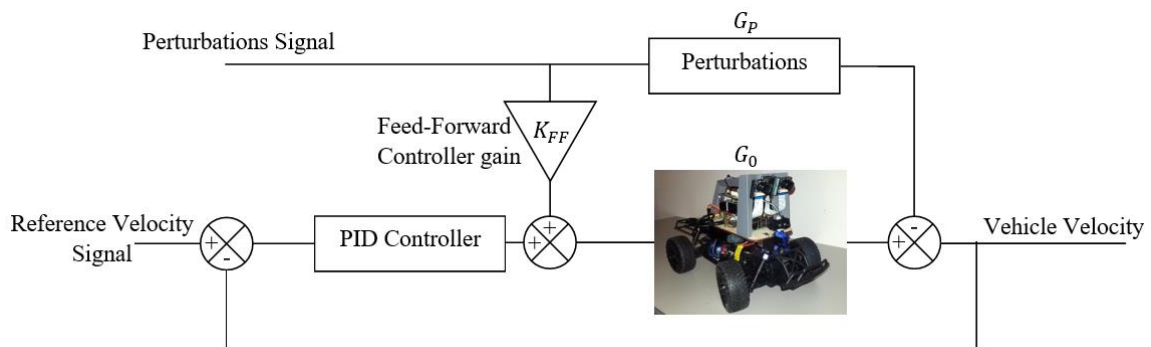 G_P
Perturbations Signal
Perturbations
Feed-Forward
Controller gain
K_FF
G_0
Reference Velocity
Signal
+
-
PID Controller
+
+
-
+
Vehicle Velocity